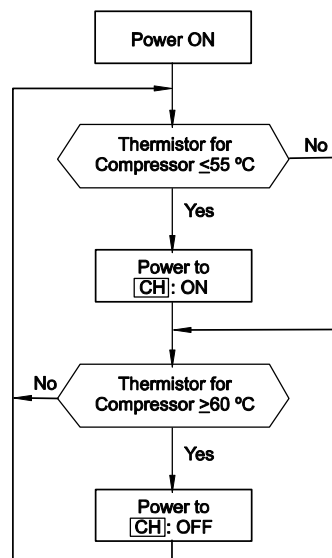 Power ON
Thermistor for
Compressor ≤55 ºC
No
Yes
Power to
CH: ON
No
Thermistor for
Compressor ≥60 ºC
Yes
Power to
CH: OFF